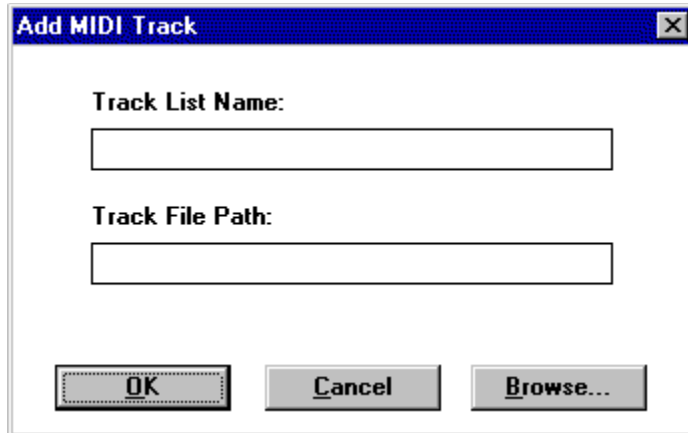 Add MIDI Track
Track List Name:
Track File Path:
OK Cancel Browse...